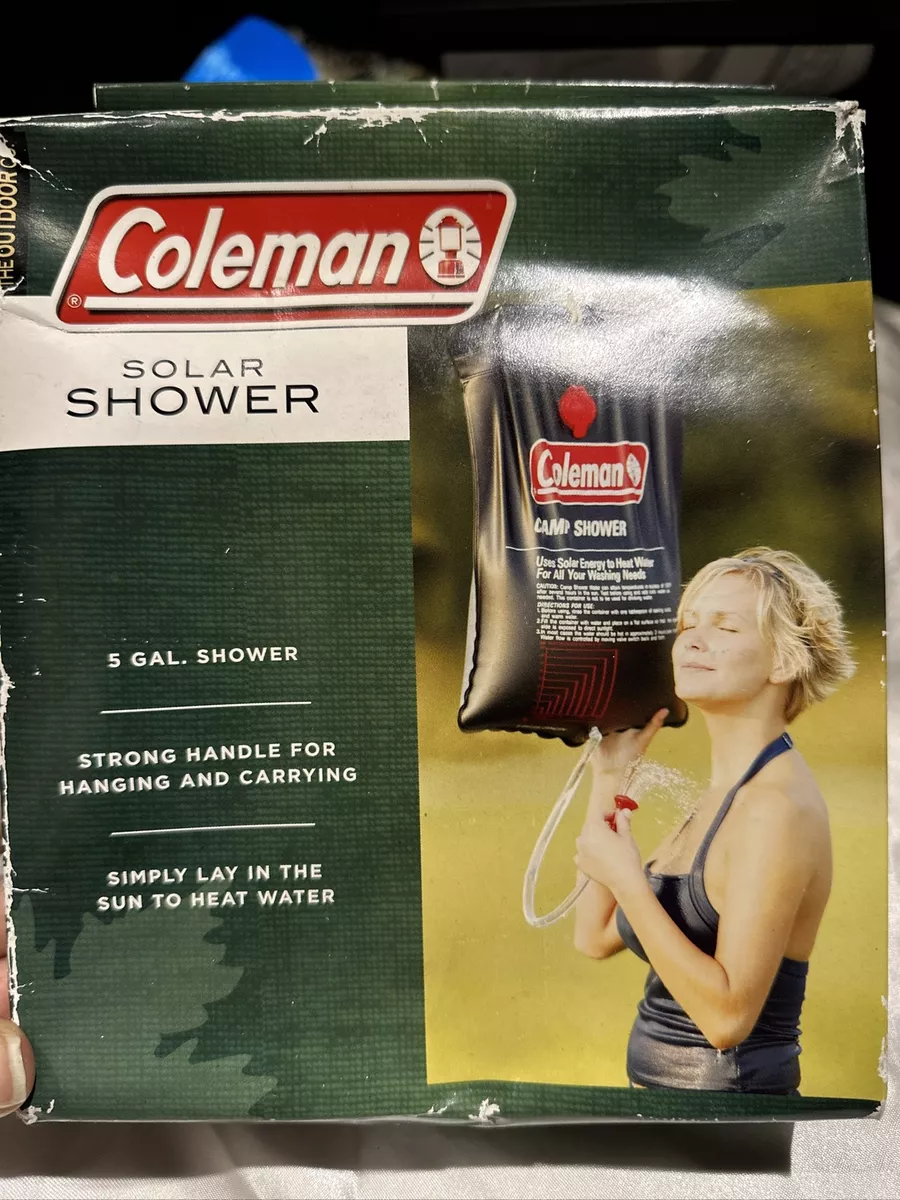 THE OUTDOOR
Coleman
®
SOLAR
SHOWER
5 GAL. SHOWER
STRONG HANDLE FOR
HANGING AND CARRYING
SIMPLY LAY IN THE
SUN TO HEAT WATER
Coleman
CAMP SHOWER
Uses Solar Energy to Heat Water
For All Your Washing Needs
DIRECTIONS FOR USE: